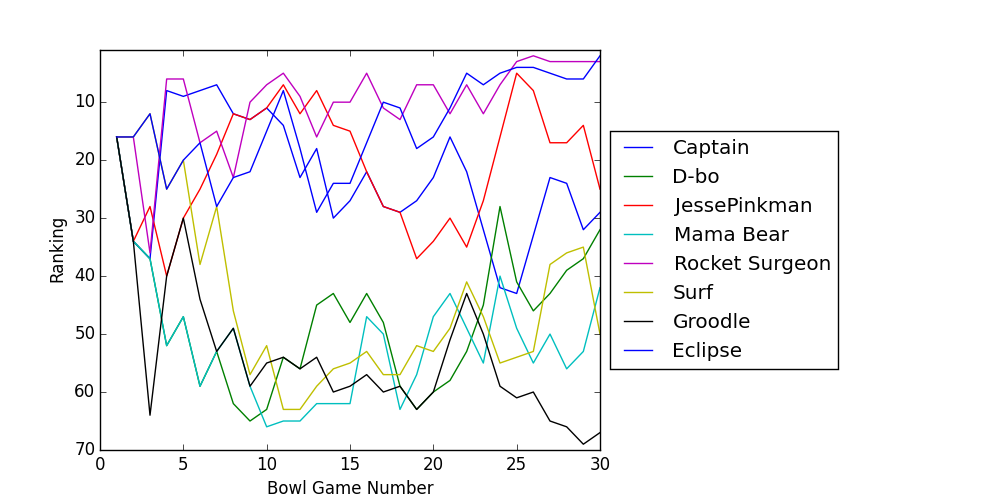 10
20
30
40
50
60
70
0
5
10
15
20
25
30
Ranking
Bowl Game Number
Captain
D-bo
JessePinkman
Mama Bear
Rocket Surgeon
Surf
Groodle
Eclipse